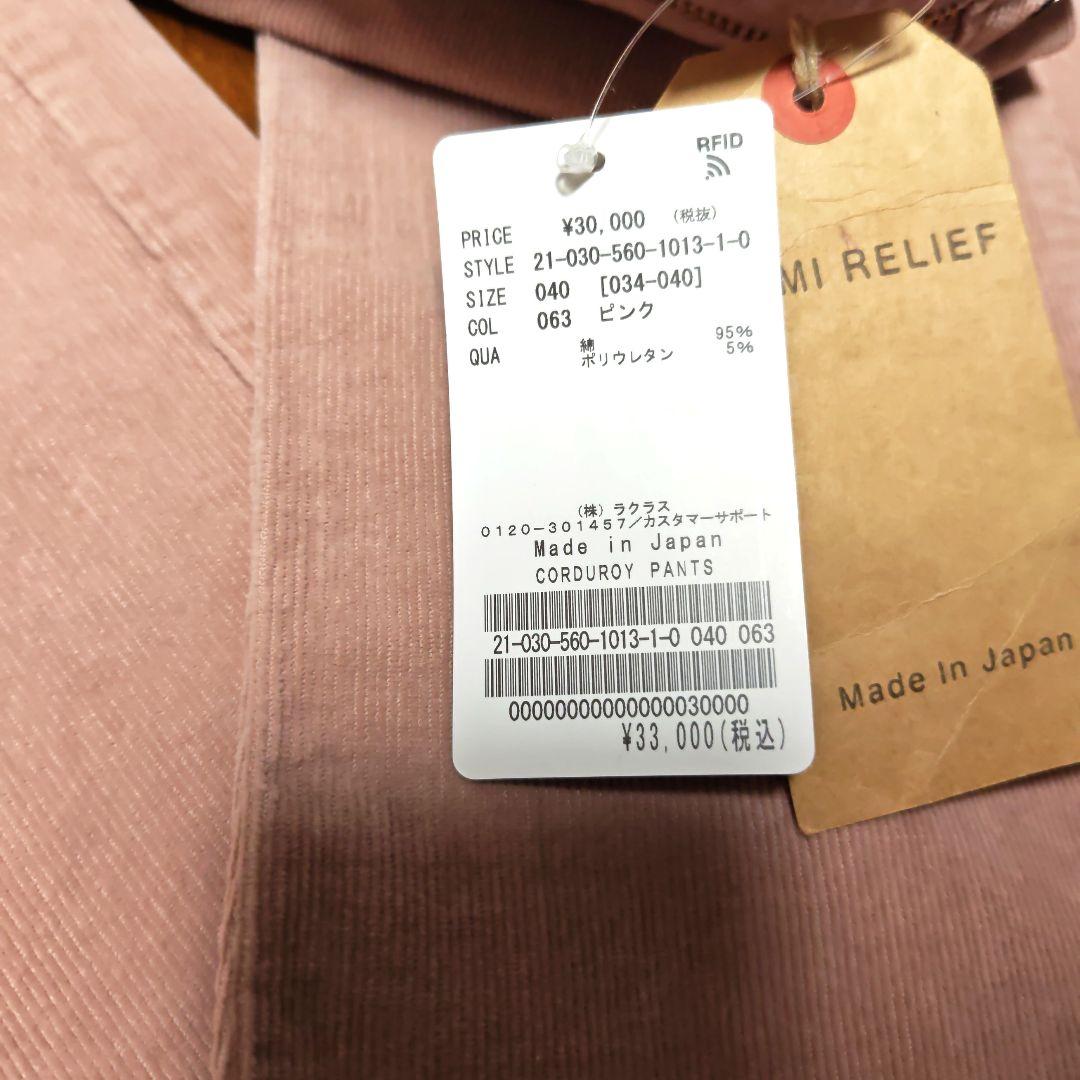 RFID
PRICE ¥30,000 (税抜)
STYLE 21-030-560-1013-1-0
SIZE 040 [034-040]
COL 063 ピンク
QUA 綿 95%
ポリウレタン 5%
(株) ラクラス
0120-301457/カスタマーサポート
Made in Japan
CORDUROY PANTS
21-030-560-1013-1-0 040 063
00000000000000030000
¥33,000(税込)
MI RELIEF
Made In Japan